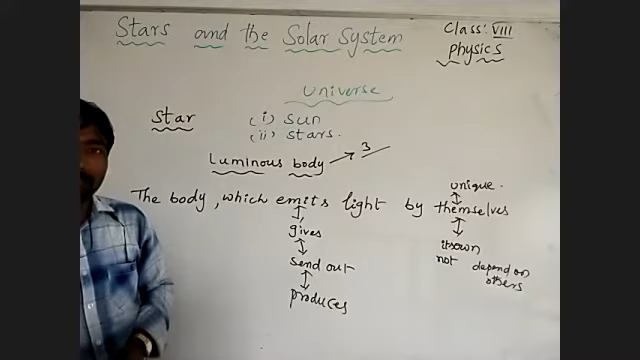 Stars and the Solar System
Class: VIII
Physics
Universe
Star
(i) Sun
(ii) Stars.
Luminous body → 3
unique.
The body, which emits light by themselves
gives
send out
produces
itsown
not depend on
others